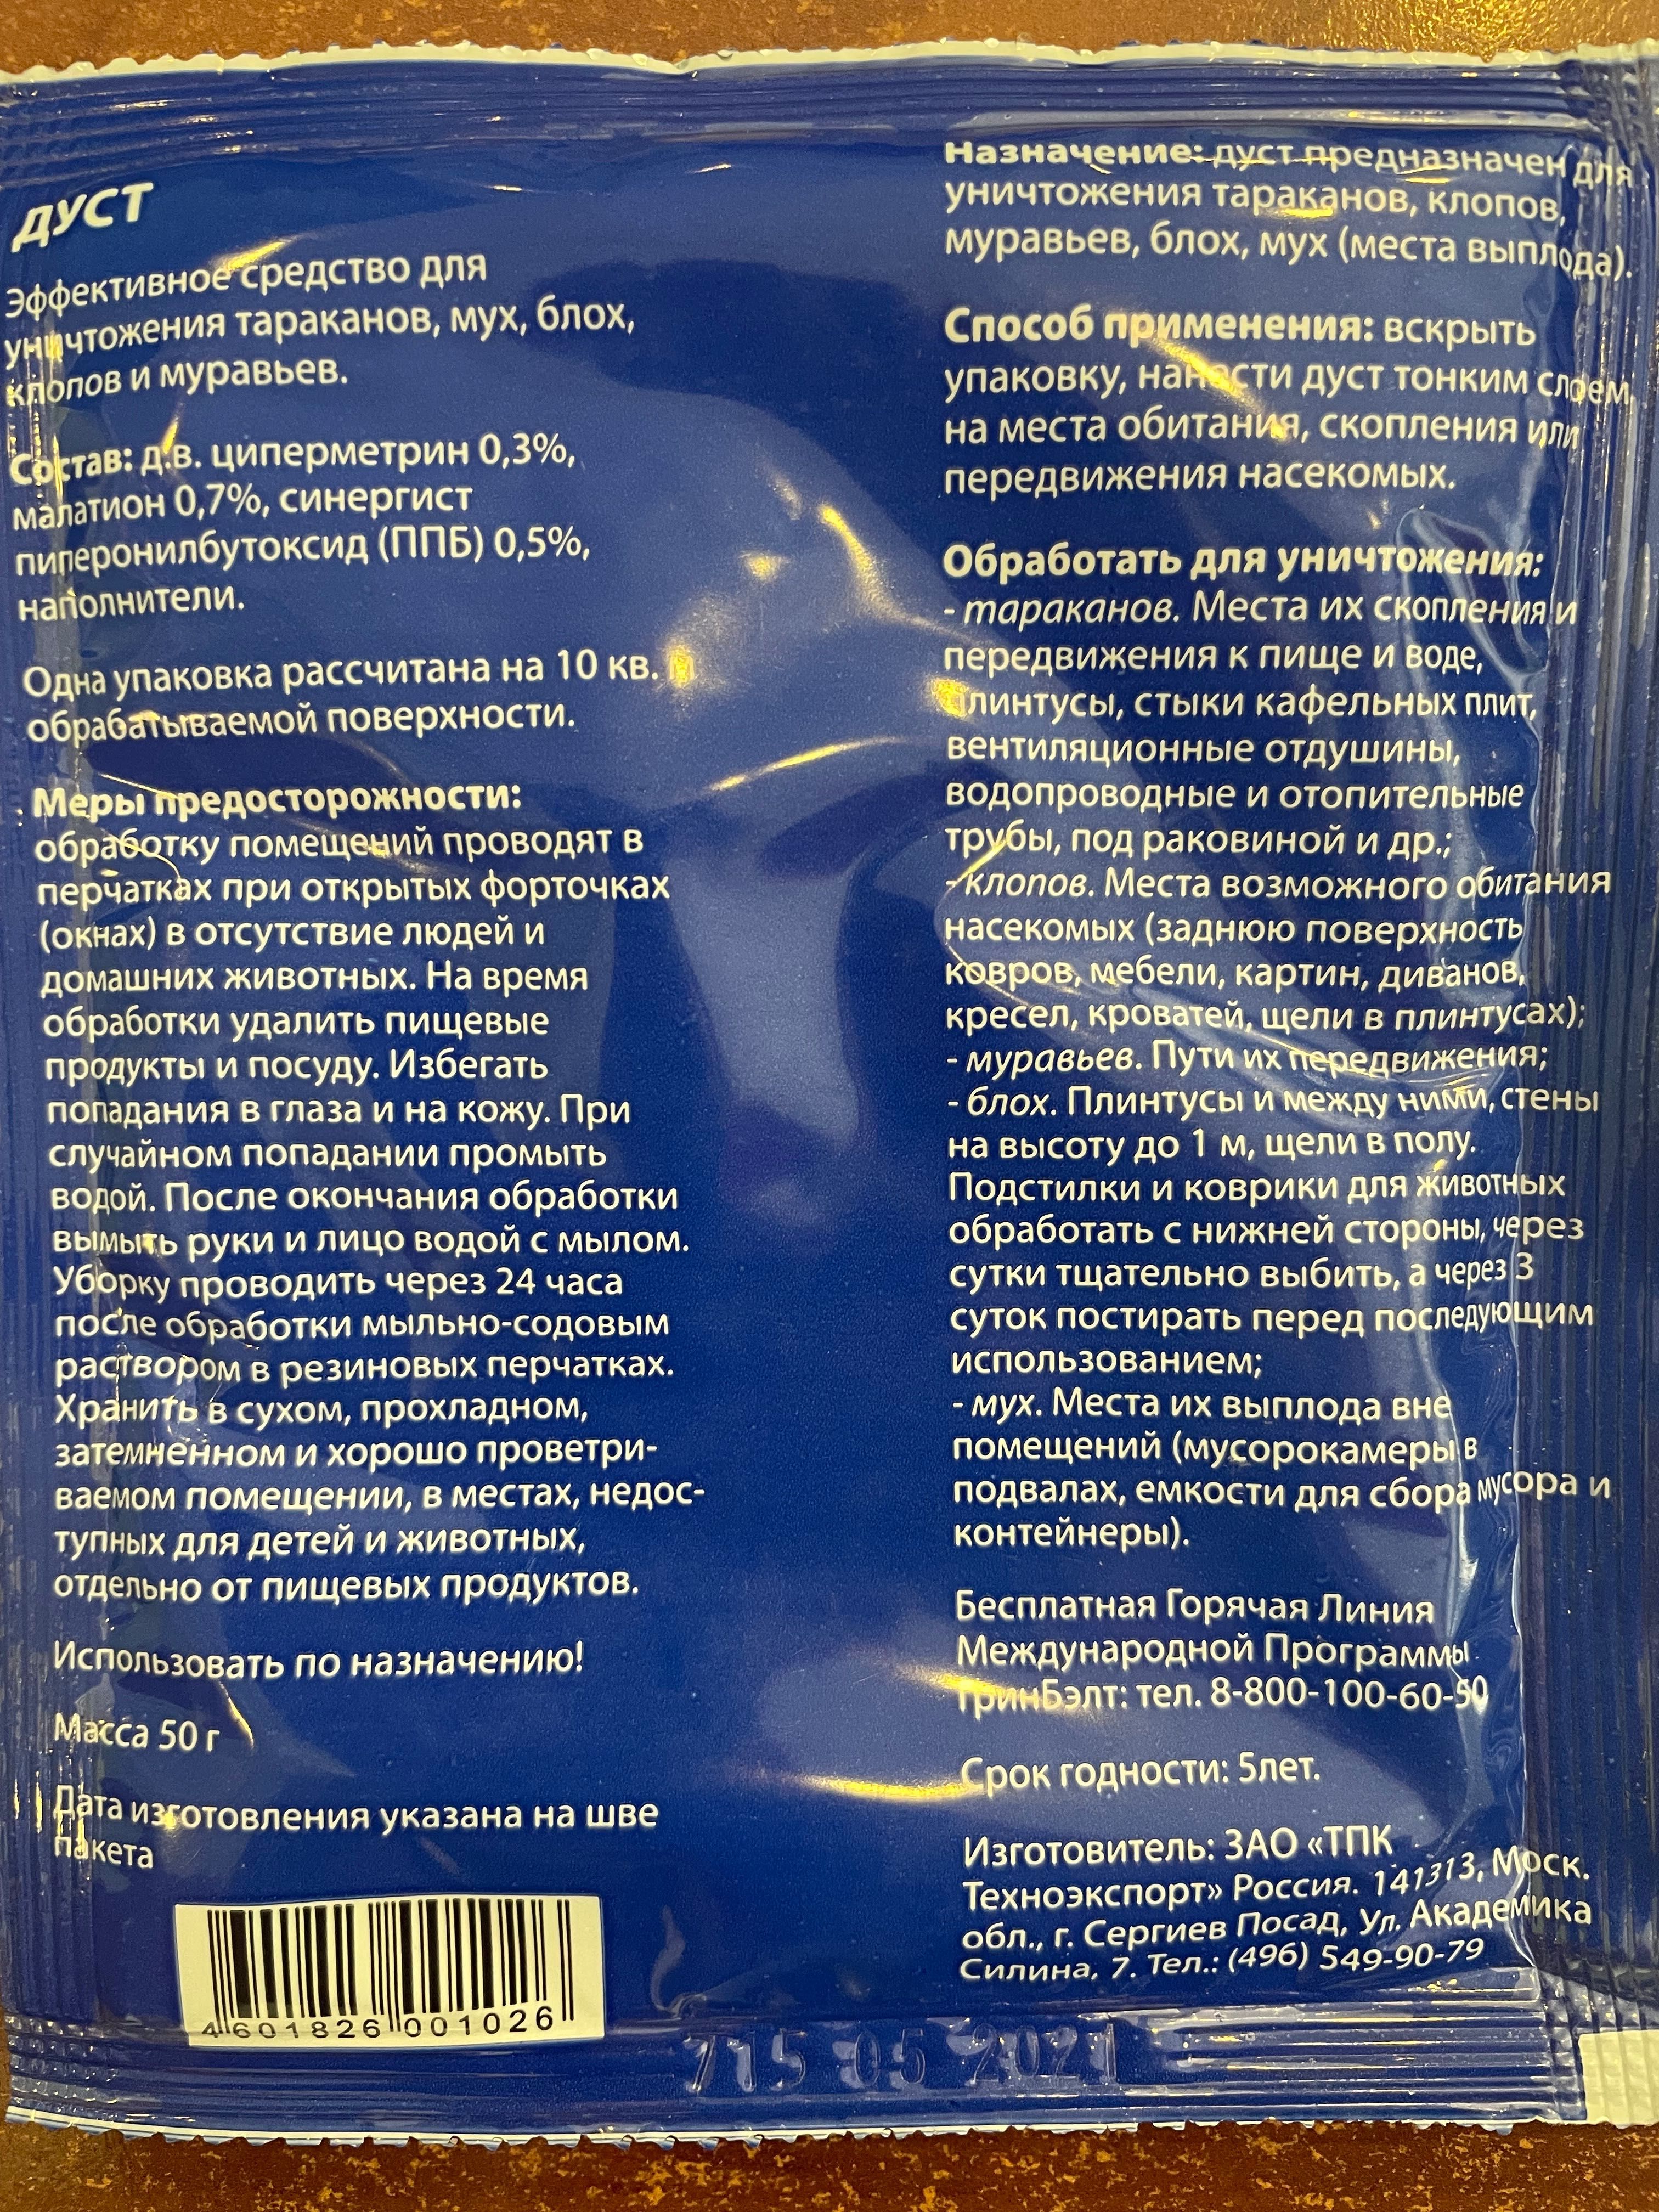 ДУСТ
Эффективное средство для
уничтожения тараканов, мух, блох,
клопов и муравьев.
Состав: д.в. циперметрин 0,3%,
малатион 0,7%, синергист
пиперонилбутоксид (ППБ) 0,5%,
наполнители.
Одна упаковка рассчитана на 10 кв. м
обрабатываемой поверхности.
Меры предосторожности:
обработку помещений проводят в
перчатках при открытых форточках
(окнах) в отсутствие людей и
домашних животных. На время
обработки удалить пищевые
продукты и посуду. Избегать
попадания в глаза и на кожу. При
случайном попадании промыть
водой. После окончания обработки
вымыть руки и лицо водой с мылом.
Уборку проводить через 24 часа
после обработки мыльно-содовым
раствором в резиновых перчатках.
Хранить в сухом, прохладном,
затемненном и хорошо проветри-
ваемом помещении, в местах, недос-
тупных для детей и животных,
отдельно от пищевых продуктов.
Использовать по назначению!
Масса 50 г
Дата изготовления указана на шве
пакета
4 601826 001026
Назначение: дуст предназначен для
уничтожения тараканов, клопов,
муравьев, блох, мух (места выплода).
Способ применения: вскрыть
упаковку, нанести дуст тонким слоем
на места обитания, скопления или
передвижения насекомых.
Обработать для уничтожения:
- тараканов. Места их скопления и
передвижения к пище и воде,
плинтусы, стыки кафельных плит,
вентиляционные отдушины,
водопроводные и отопительные
трубы, под раковиной и др.;
- клопов. Места возможного обитания
насекомых (заднюю поверхность
ковров, мебели, картин, диванов,
кресел, кроватей, щели в плинтусах);
- муравьев. Пути их передвижения;
- блох. Плинтусы и между ними, стены
на высоту до 1 м, щели в полу.
Подстилки и коврики для животных
обработать с нижней стороны, через
сутки тщательно выбить, а через 3
суток постирать перед последующим
использованием;
- мух. Места их выплода вне
помещений (мусорокамеры в
подвалах, емкости для сбора мусора и
контейнеры).
Бесплатная Горячая Линия
Международной Программы
ГринБэлт: тел. 8-800-100-60-50
Срок годности: 5лет.
Изготовитель: ЗАО «ТПК
Техноэкспорт» Россия. 141313, Моск.
обл., г. Сергиев Посад, Ул. Академика
Силина, 7. Тел.: (496) 549-90-79
715 05 2021